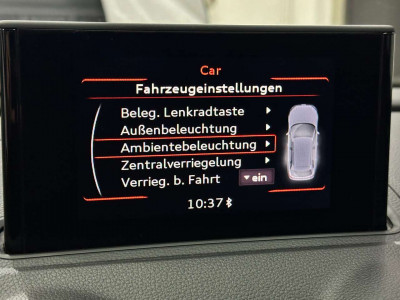 Car
Fahrzeugeinstellungen
Beleg. Lenkradtaste
Außenbeleuchtung
Ambientebeleuchtung
Zentralverriegelung
Verrieg. b. Fahrt ein
10:37